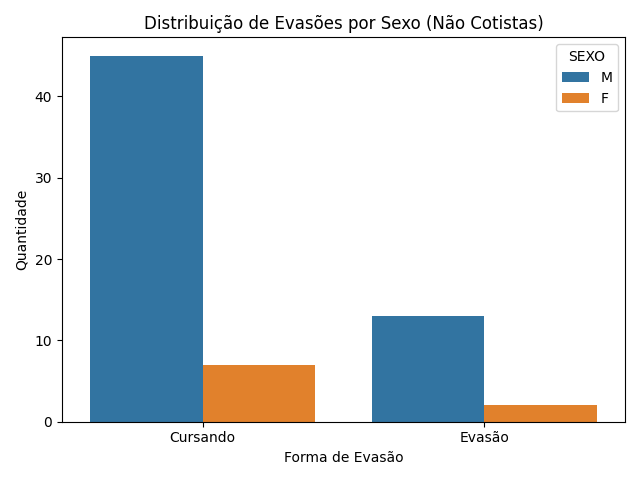 Distribuição de Evasões por Sexo (Não Cotistas)
SEXO
M
F
Quantidade
40
30
20
10
0
Cursando
Evasão
Forma de Evasão